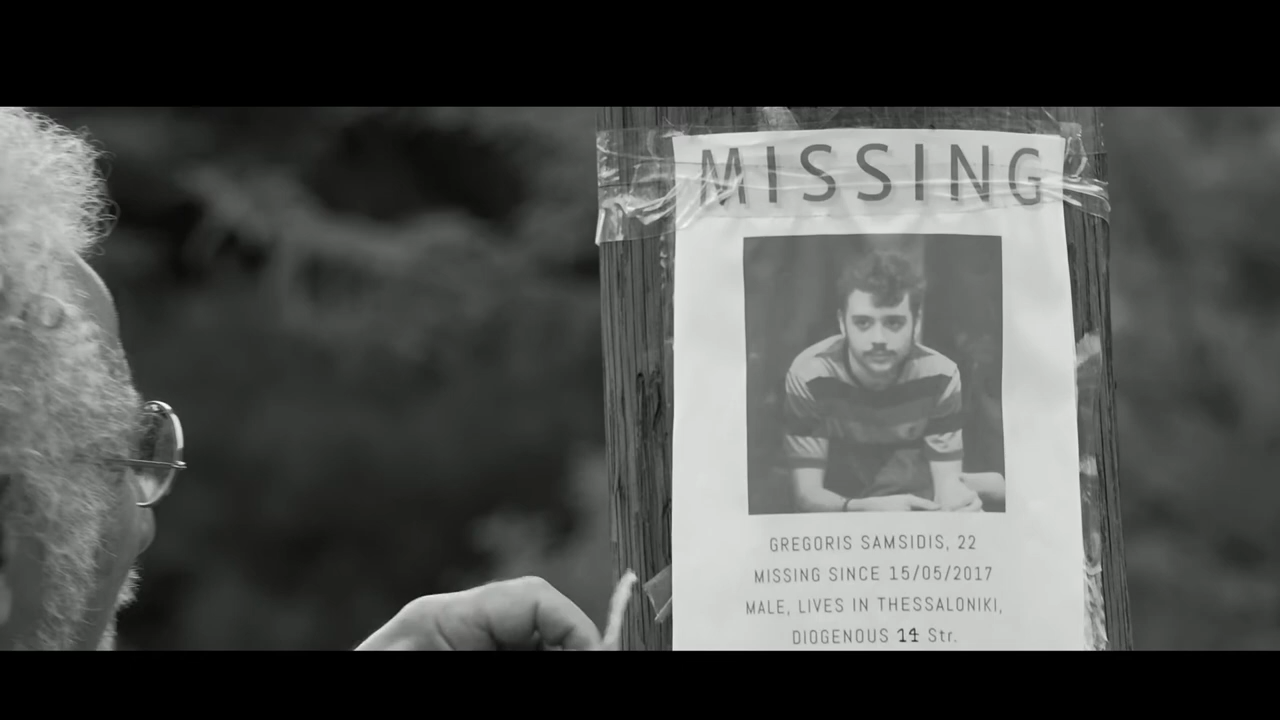 MISSING
GREGORIS SAMSIDIS, 22
MISSING SINCE 15/05/2017
MALE, LIVES IN THESSALONIKI,
DIOGENOUS 14 Str.